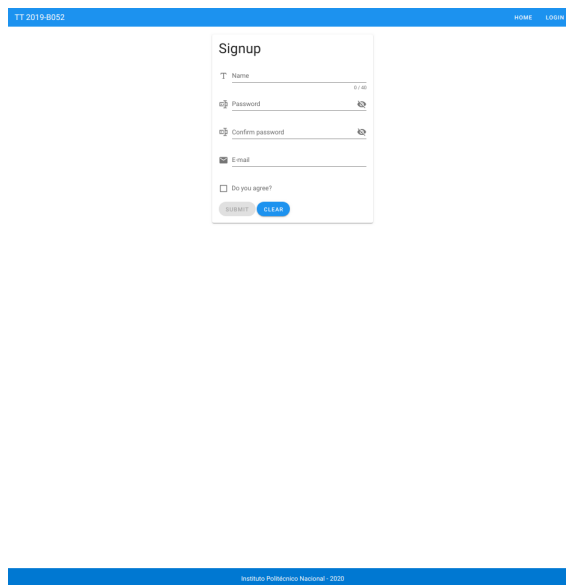 TT 2019-B052 HOME LOGIN
Signup
Name
0 / 40
Password
Confirm password
E-mail
Do you agree?
SUBMIT CLEAR
Instituto Politécnico Nacional - 2020